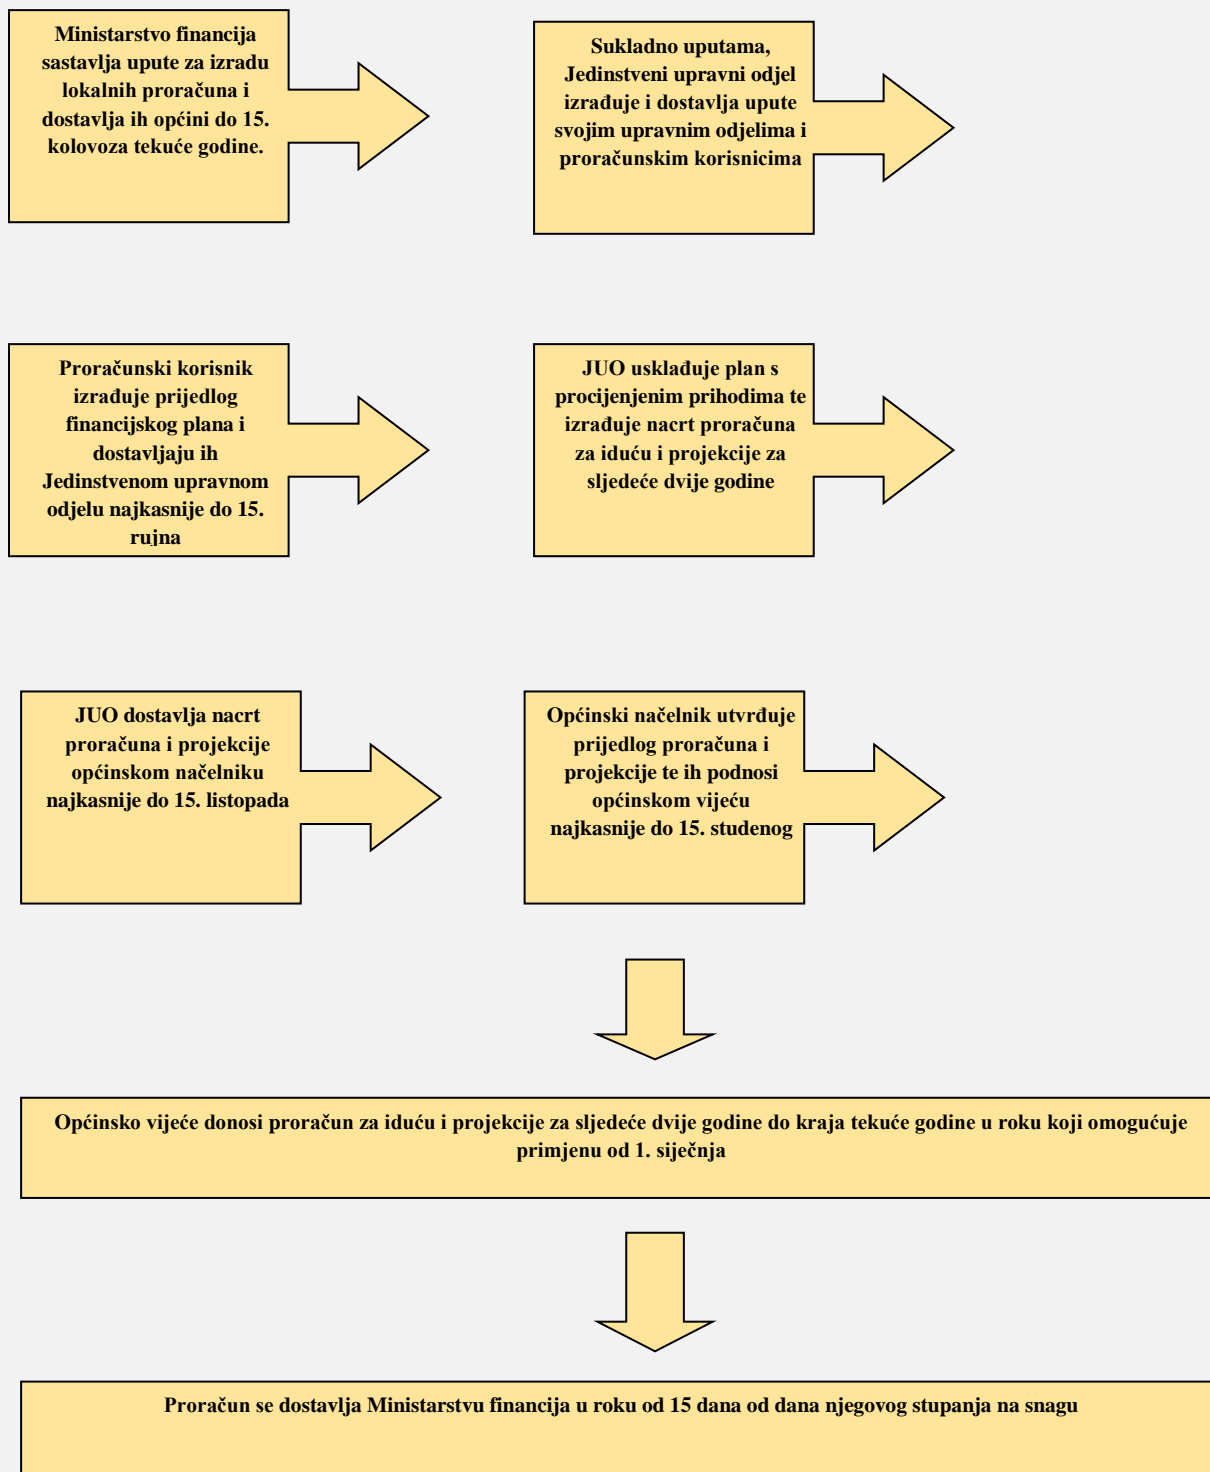 Ministarstvo financija
sastavlja upute za izradu
lokalnih proračuna i
dostavlja ih općini do 15.
kolovoza tekuće godine.
Sukladno uputama,
Jedinstveni upravni odjel
izrađuje i dostavlja upute
svojim upravnim odjelima i
proračunskim korisnicima
Proračunski korisnik
izrađuje prijedlog
financijskog plana i
dostavljaju ih
Jedinstvenom upravnom
odjelu najkasnije do 15.
rujna
JUO usklađuje plan s
procijenjenim prihodima te
izrađuje nacrt proračuna
za iduću i projekcije za
sljedeće dvije godine
JUO dostavlja nacrt
proračuna i projekcije
općinskom načelniku
najkasnije do 15. listopada
Općinski načelnik utvrđuje
prijedlog proračuna i
projekcije te ih podnosi
općinskom vijeću
najkasnije do 15. studenog
Općinsko vijeće donosi proračun za iduću i projekcije za sljedeće dvije godine do kraja tekuće godine u roku koji omogućuje
primjenu od 1. siječnja
Proračun se dostavlja Ministarstvu financija u roku od 15 dana od dana njegovog stupanja na snagu